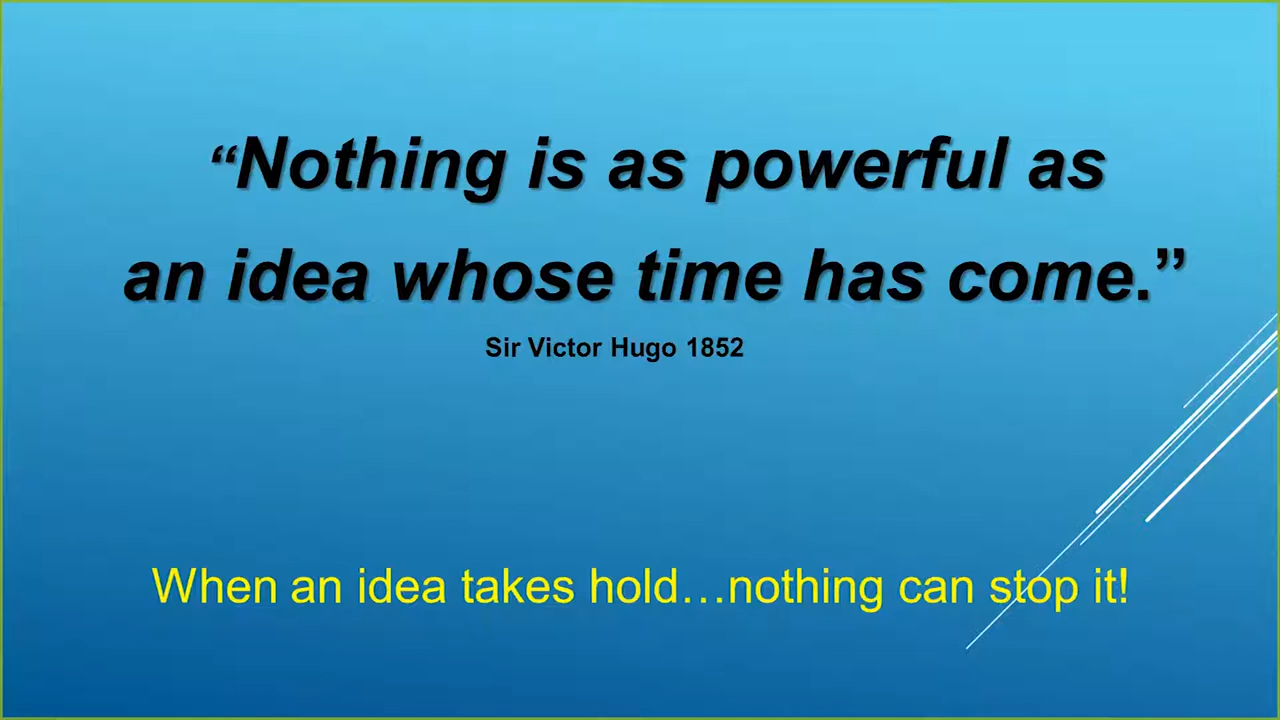 “Nothing is as powerful as
an idea whose time has come.”
Sir Victor Hugo 1852
When an idea takes hold…nothing can stop it!